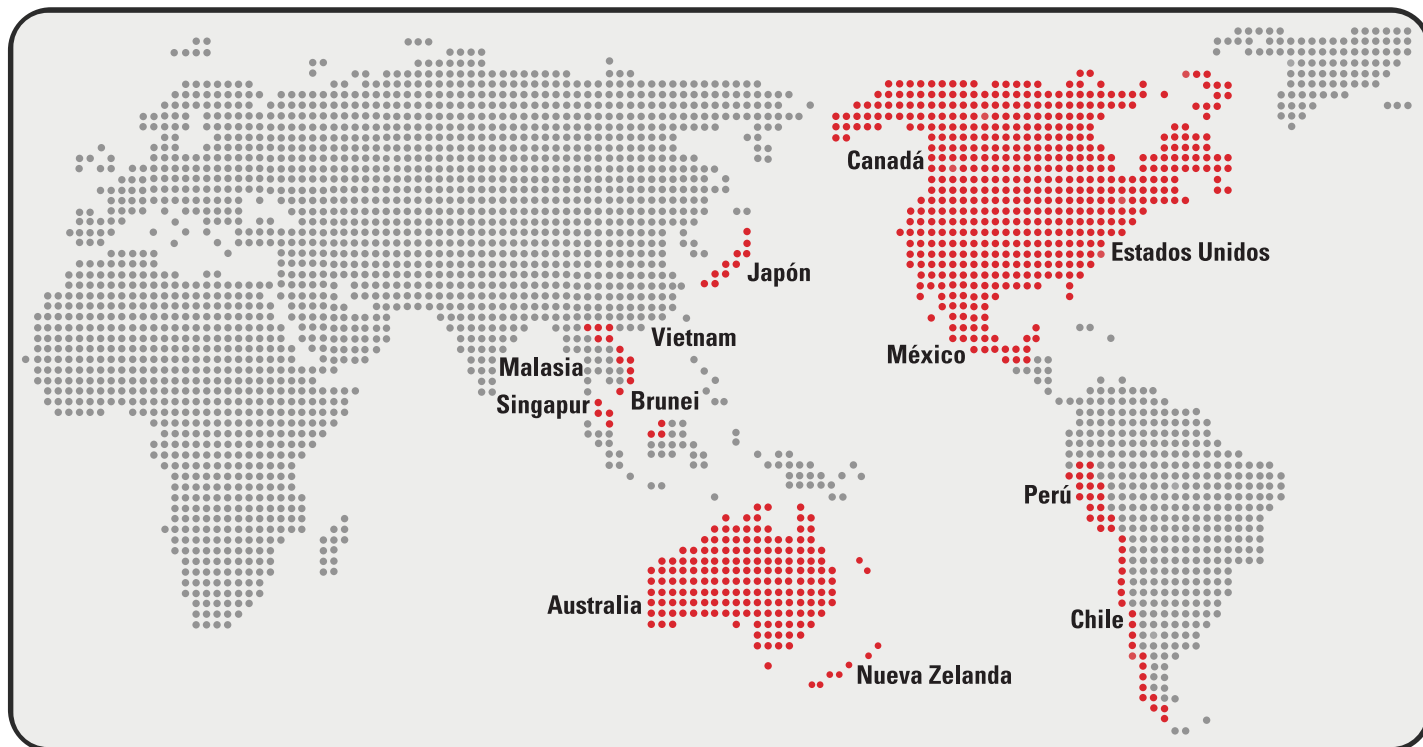 Canadá
Estados Unidos
Japón
Vietnam
México
Malasia
Singapur
Brunei
Perú
Australia
Chile
Nueva Zelanda